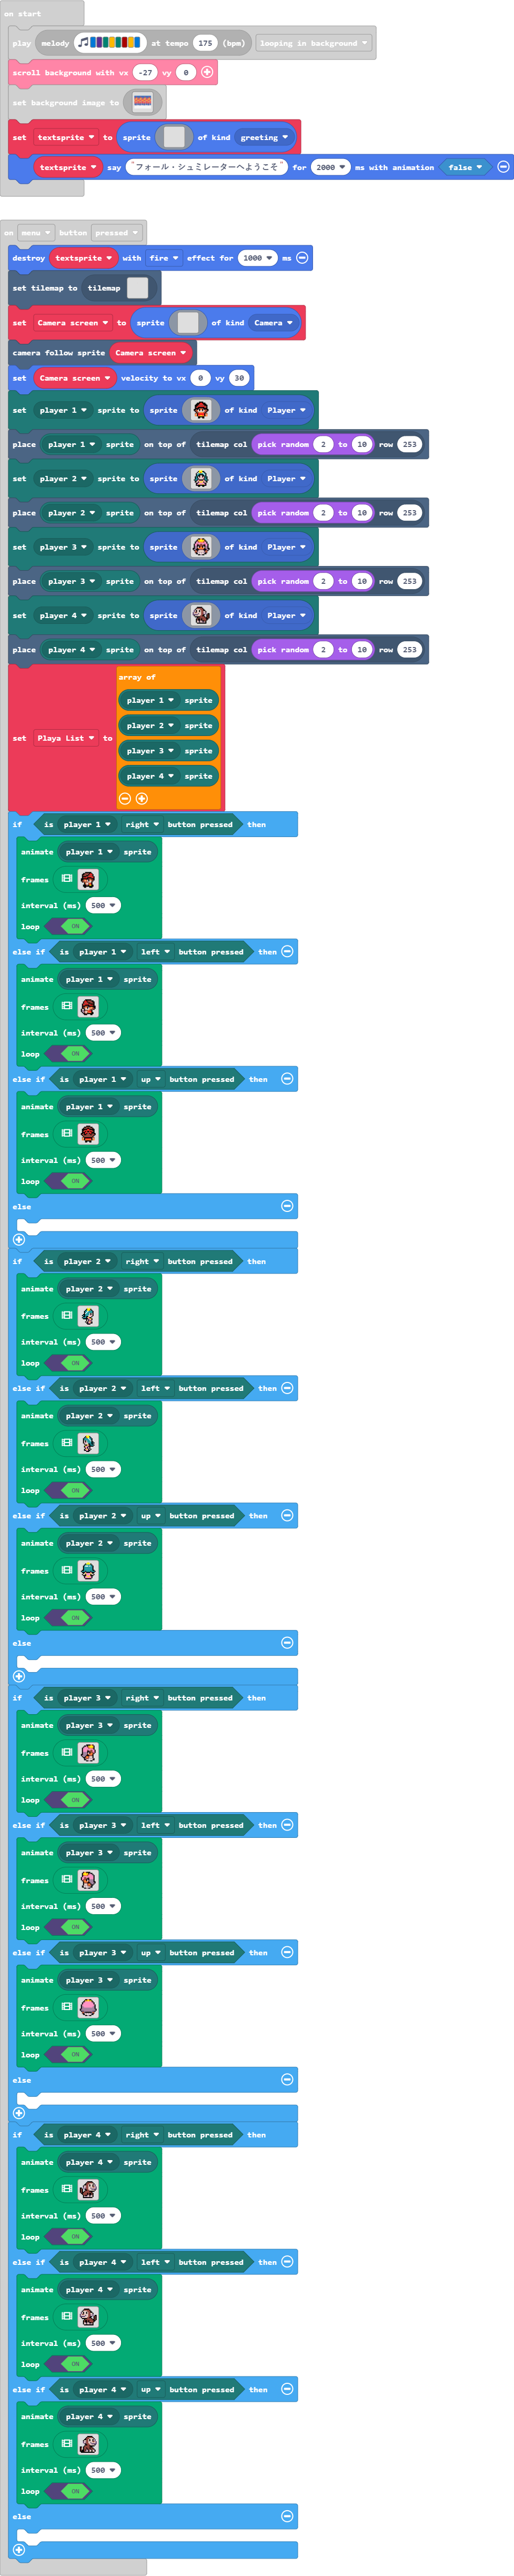 on start
play melody at tempo 175 (bpm) looping in background
scroll background with vx -27 vy 0
set background image to
set textsprite to sprite of kind greeting
textsprite say "フォール・シュミレーターへようこそ" for 2000 ms with animation false
on menu button pressed
destroy textsprite with fire effect for 1000 ms
set tilemap to tilemap
set Camera screen to sprite of kind Camera
camera follow sprite Camera screen
set Camera screen velocity to vx 0 vy 30
set player 1 sprite to sprite of kind Player
place player 1 sprite on top of tilemap col pick random 2 to 10 row 253
set player 2 sprite to sprite of kind Player
place player 2 sprite on top of tilemap col pick random 2 to 10 row 253
set player 3 sprite to sprite of kind Player
place player 3 sprite on top of tilemap col pick random 2 to 10 row 253
set player 4 sprite to sprite of kind Player
place player 4 sprite on top of tilemap col pick random 2 to 10 row 253
array of
player 1 sprite
player 2 sprite
set Playa List to
player 3 sprite
player 4 sprite
if is player 1 right button pressed then
animate player 1 sprite
frames
interval (ms) 500
loop ON
else if is player 1 left button pressed then
animate player 1 sprite
frames
interval (ms) 500
loop ON
else if is player 1 up button pressed then
animate player 1 sprite
frames
interval (ms) 500
loop ON
else
if is player 2 right button pressed then
animate player 2 sprite
frames
interval (ms) 500
loop ON
else if is player 2 left button pressed then
animate player 2 sprite
frames
interval (ms) 500
loop ON
else if is player 2 up button pressed then
animate player 2 sprite
frames
interval (ms) 500
loop ON
else
if is player 3 right button pressed then
animate player 3 sprite
frames
interval (ms) 500
loop ON
else if is player 3 left button pressed then
animate player 3 sprite
frames
interval (ms) 500
loop ON
else if is player 3 up button pressed then
animate player 3 sprite
frames
interval (ms) 500
loop ON
else
if is player 4 right button pressed then
animate player 4 sprite
frames
interval (ms) 500
loop ON
else if is player 4 left button pressed then
animate player 4 sprite
frames
interval (ms) 500
loop ON
else if is player 4 up button pressed then
animate player 4 sprite
frames
interval (ms) 500
loop ON
else